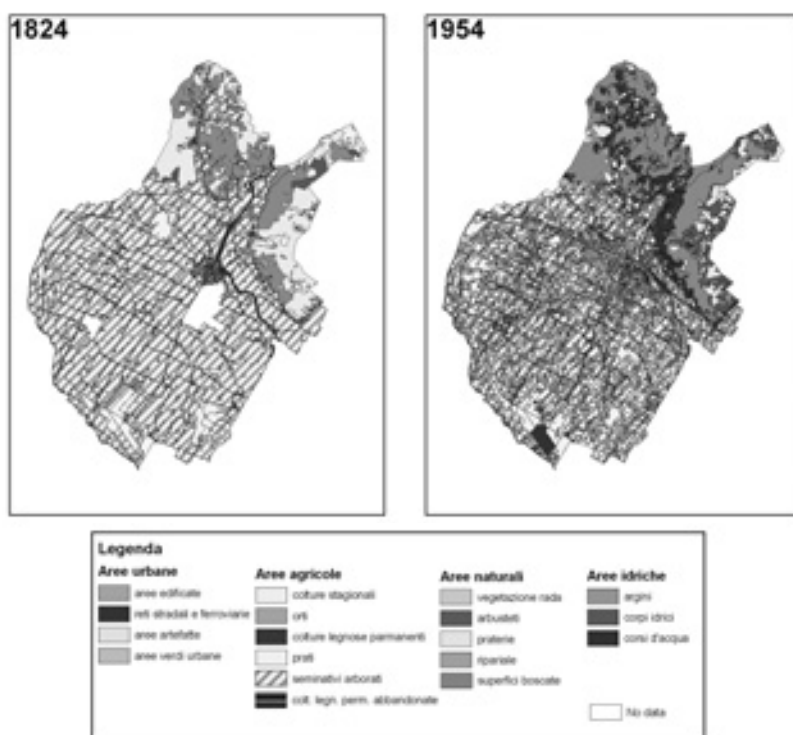 1824
1954
Legenda
Aree urbane
aree edificate
reti stradali e ferroviarie
aree artefatte
aree verdi urbane
Aree agricole
colture stagionali
orti
colture legnose parmanenti
prati
seminativi arborati
colt. legn. perm. abbandonate
Aree naturali
vegetazione rada
arbusteti
praterie
ripariale
superfici boscate
Aree idriche
argini
corpi idrici
corsi d'acqua
No data